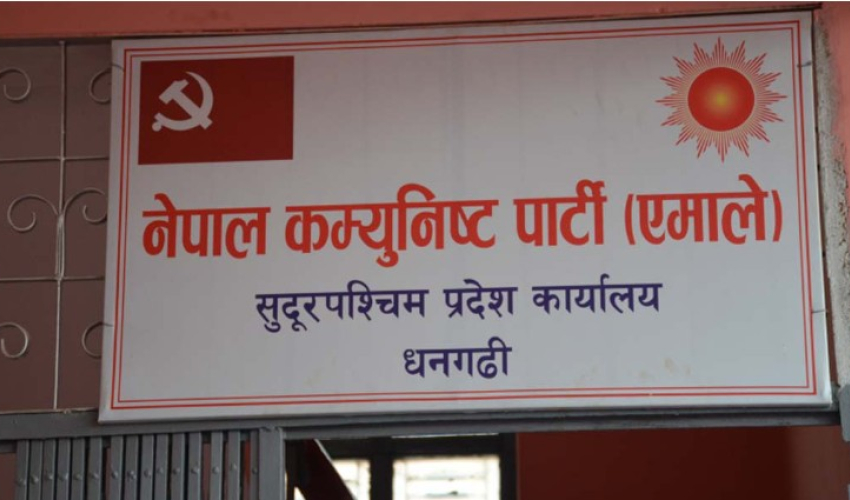 नेपाल कम्युनिष्ट पार्टी (एमाले)
सुदूरपश्चिम प्रदेश कार्यालय
धनगढी